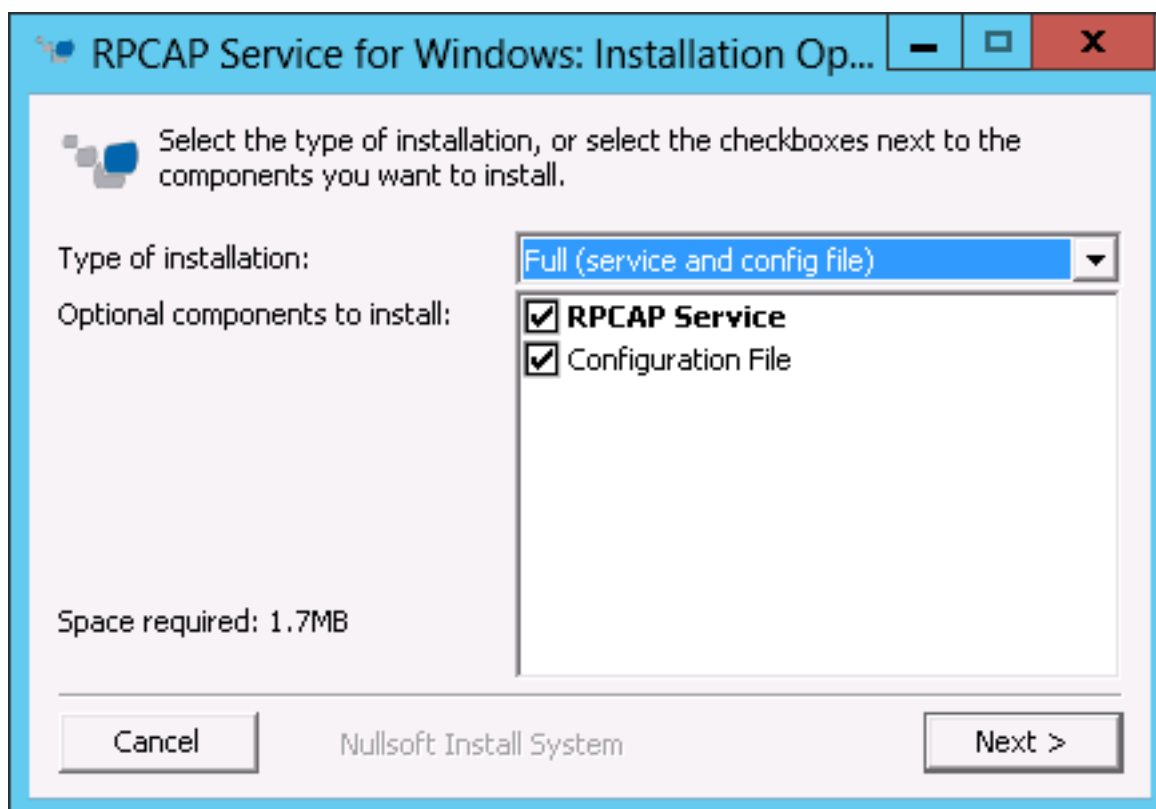 RPCAP Service for Windows: Installation Op...
Select the type of installation, or select the checkboxes next to the
components you want to install.
Type of installation:
Full (service and config file)
Optional components to install:
RPCAP Service
Configuration File
Space required: 1.7MB
Cancel
Nullsoft Install System
Next >